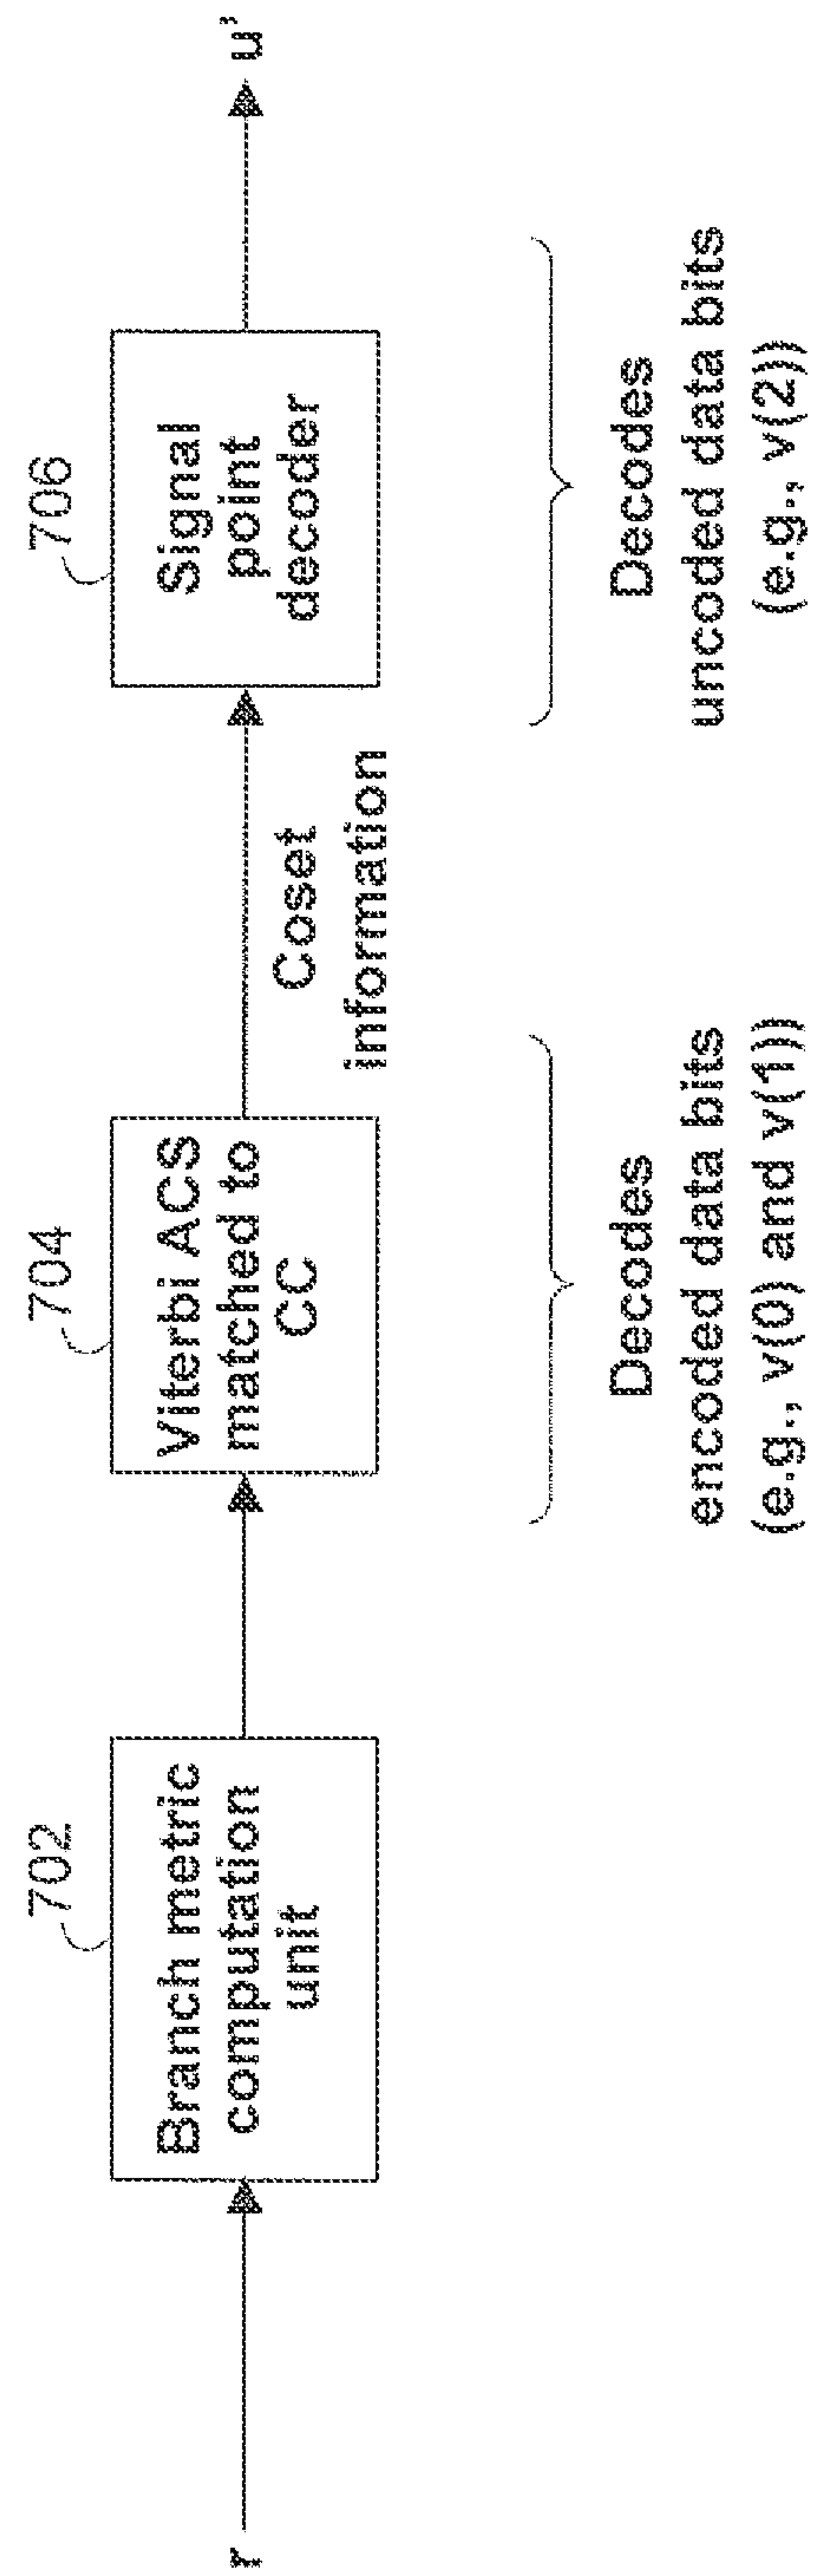 r
702
Branch metric
computation
unit
704
Viterbi ACS
matched to
CC
Coset
information
706
Signal
point
decoder
u'
Decodes
encoded data bits
(e.g., v(0) and v(1))
Decodes
uncoded data bits
(e.g., v(2))